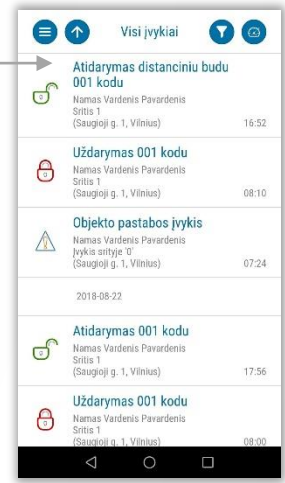 Visi įvykiai
Atidarymas distanciniu budu
001 kodu
Namas Vardenis Pavardenis
Sritis 1
(Saugioji g. 1, Vilnius) 16:52
Uždarymas 001 kodu
Namas Vardenis Pavardenis
Sritis 1
(Saugioji g. 1, Vilnius) 08:10
Objekto pastabos įvykis
Namas Vardenis Pavardenis
Įvykis srityje '0'
(Saugioji g. 1, Vilnius) 07:24
2018-08-22
Atidarymas 001 kodu
Namas Vardenis Pavardenis
Sritis 1
(Saugioji g. 1, Vilnius) 17:56
Uždarymas 001 kodu
Namas Vardenis Pavardenis
Sritis 1
(Saugioji g. 1, Vilnius) 08:00